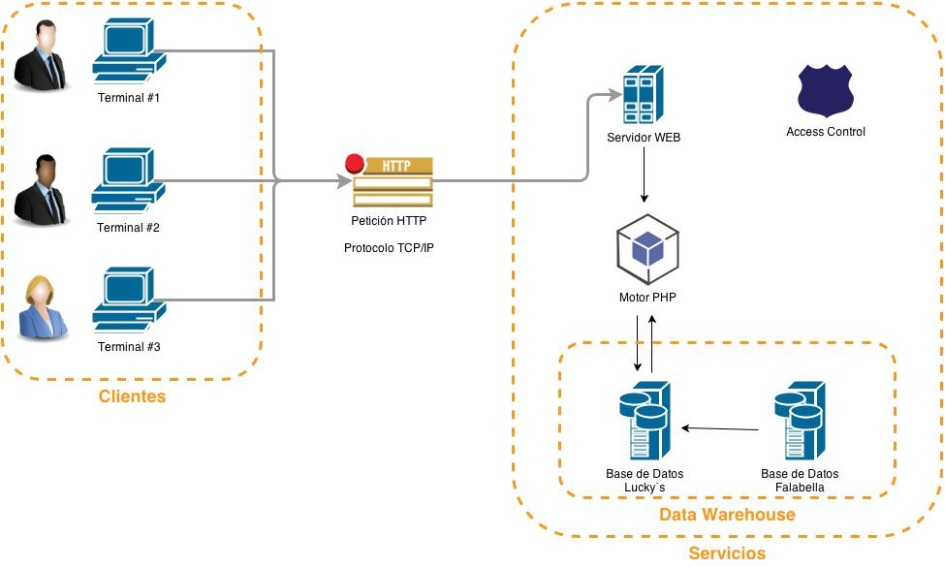 Terminal #1
Terminal #2
Terminal #3
Clientes
HTTP
Petición HTTP
Protocolo TCP/IP
Servidor WEB
Access Control
Motor PHP
Base de Datos
Lucky´s
Base de Datos
Falabella
Data Warehouse
Servicios